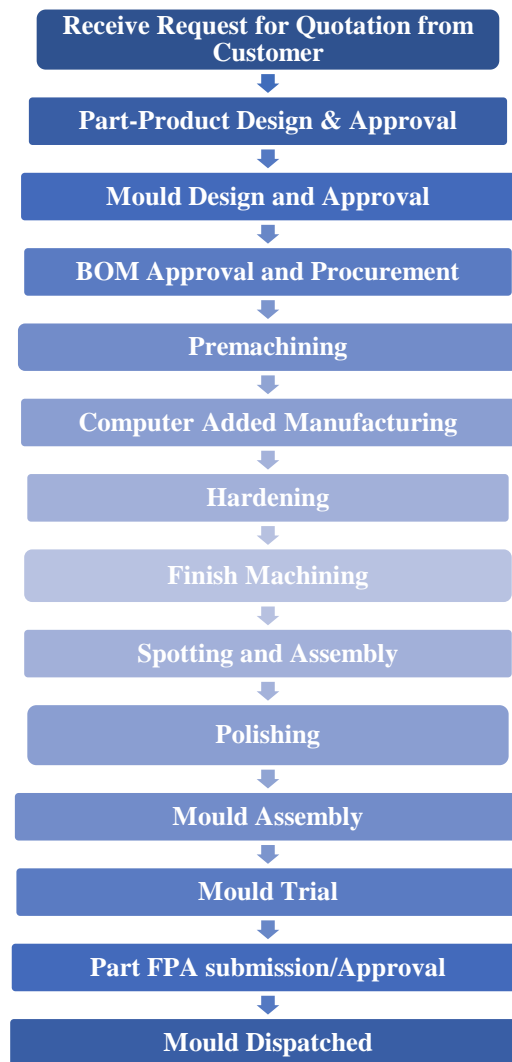 Receive Request for Quotation from
Customer
Part-Product Design & Approval
Mould Design and Approval
BOM Approval and Procurement
Premachining
Computer Added Manufacturing
Hardening
Finish Machining
Spotting and Assembly
Polishing
Mould Assembly
Mould Trial
Part FPA submission/Approval
Mould Dispatched